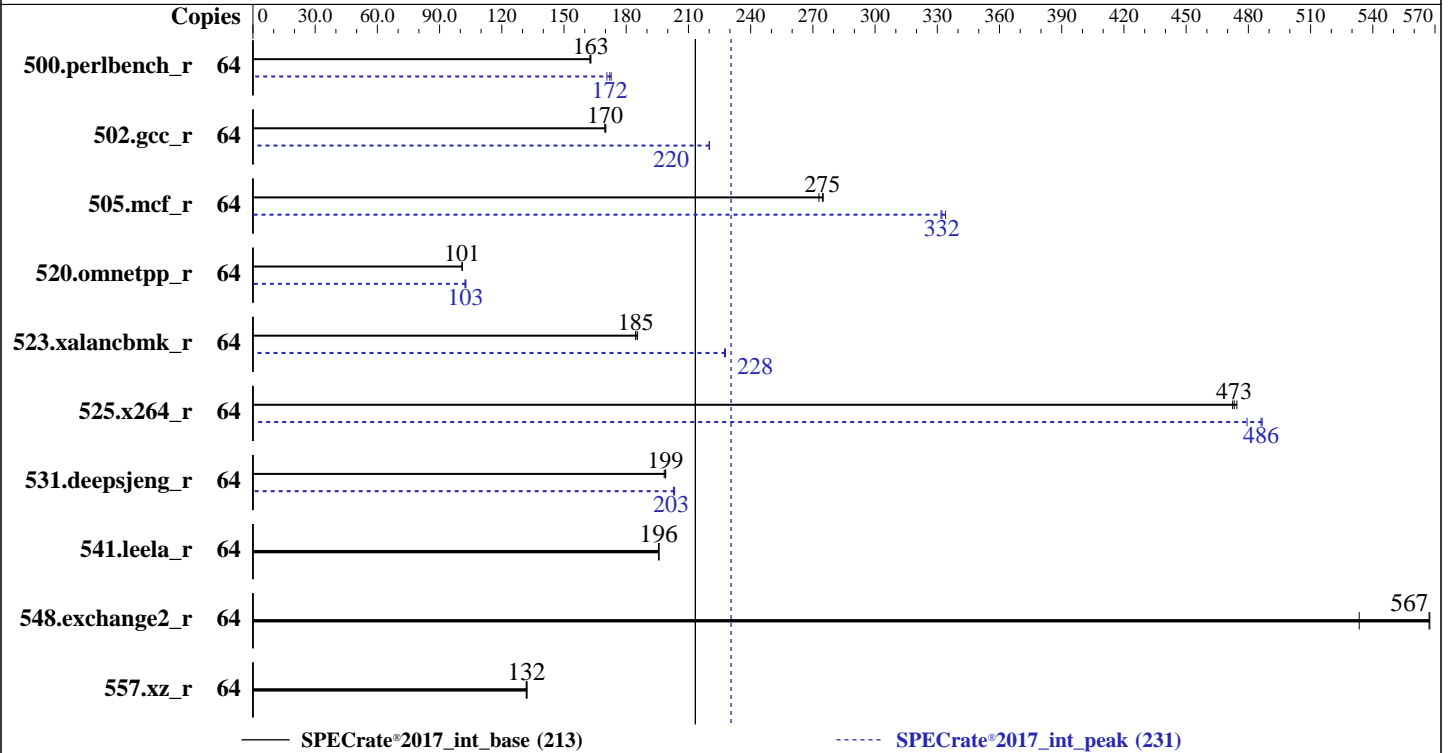 Copies 0 30.0 60.0 90.0 120 150 180 210 240 270 300 330 360 390 420 450 480 510 540 570
163
500.perlbench_r 64
172
170
502.gcc_r 64
220
275
505.mcf_r 64
332
101
520.omnetpp_r 64
103
185
523.xalancbmk_r 64
228
473
525.x264_r 64
486
199
531.deepsjeng_r 64
203
196
541.leela_r 64
567
548.exchange2_r 64
132
557.xz_r 64
SPECrate®2017_int_base (213) SPECrate®2017_int_peak (231)